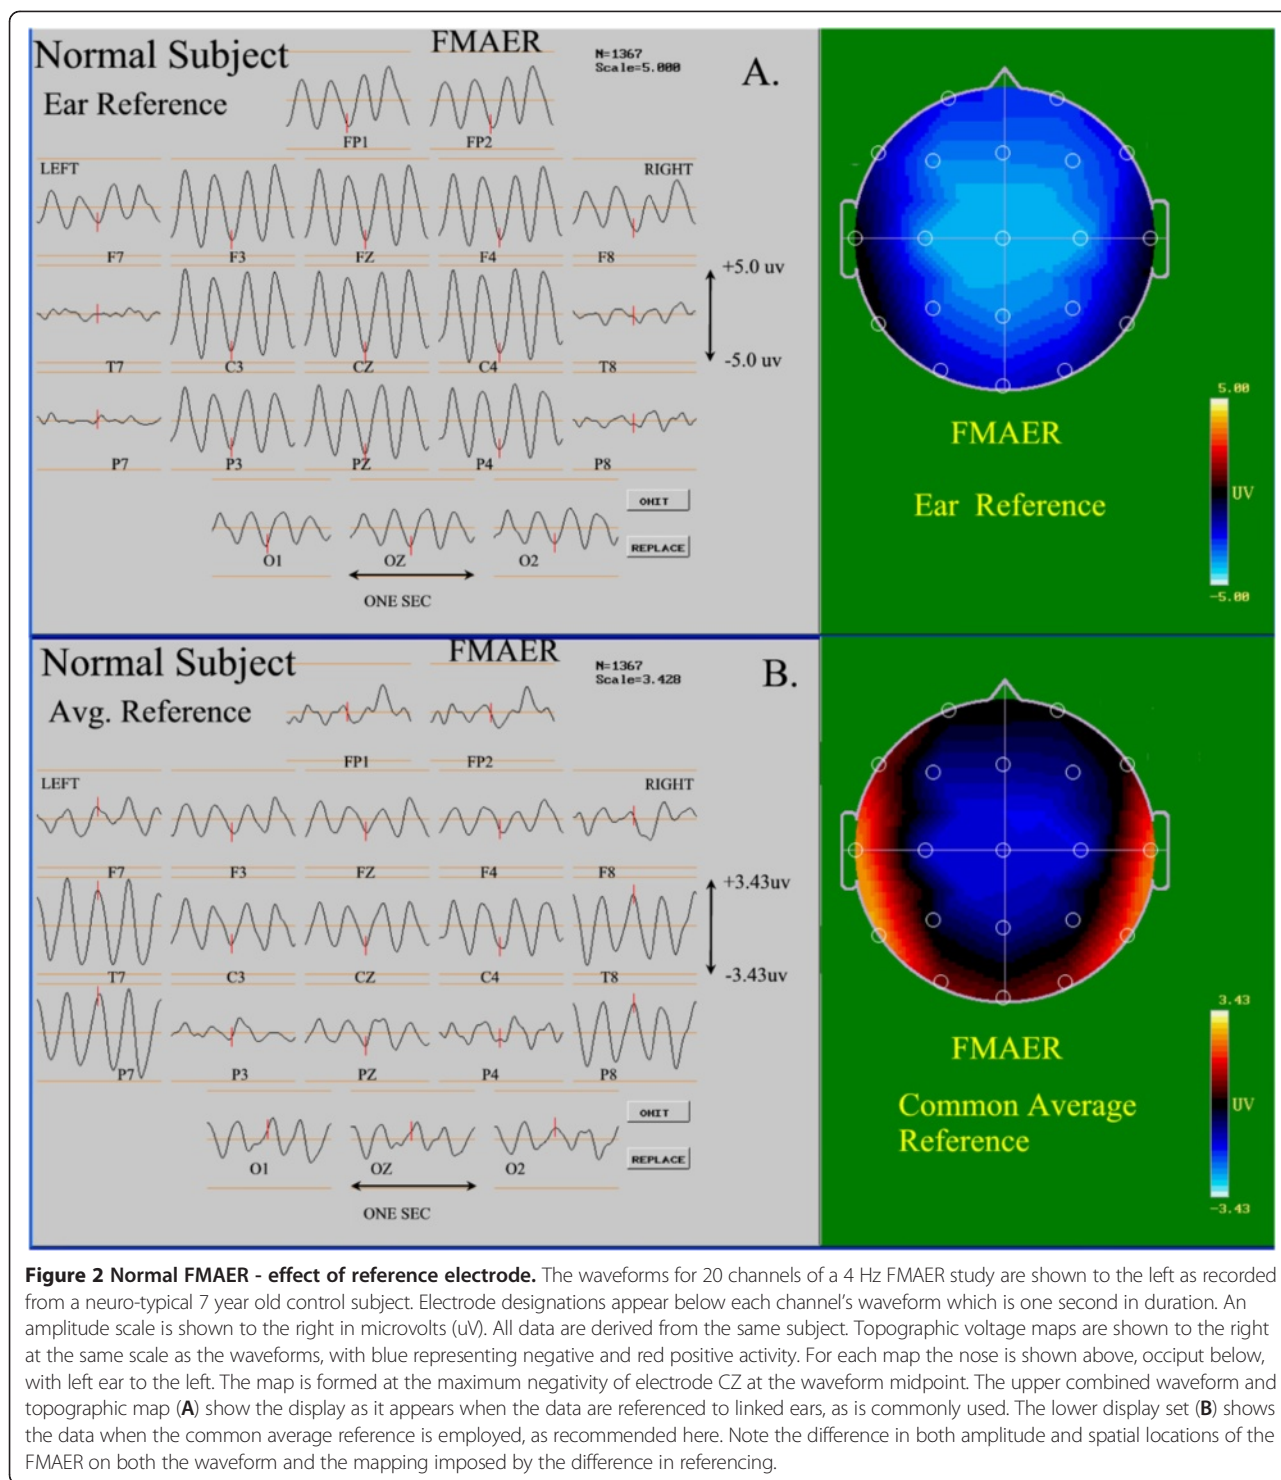 Normal Subject
FMAER
N=1367
Scale=5.000
A.
Ear Reference
FP1
FP2
LEFT
RIGHT
F7
F3
FZ
F4
F8
+5.0 uv
-5.0 uv
T7
C3
CZ
C4
T8
P7
P3
PZ
P4
P8
OMIT
REPLACE
O1
OZ
O2
ONE SEC
5.00
UV
-5.00
FMAER
Ear Reference
Normal Subject
FMAER
N=1367
Scale=3.428
B.
Avg. Reference
FP1
FP2
LEFT
RIGHT
F7
F3
FZ
F4
F8
+3.43uv
-3.43uv
T7
C3
CZ
C4
T8
P7
P3
PZ
P4
P8
OMIT
REPLACE
O1
OZ
O2
ONE SEC
3.43
UV
-3.43
FMAER
Common Average
Reference
Figure 2 Normal FMAER - effect of reference electrode. The waveforms for 20 channels of a 4 Hz FMAER study are shown to the left as recorded
from a neuro-typical 7 year old control subject. Electrode designations appear below each channel's waveform which is one second in duration. An
amplitude scale is shown to the right in microvolts (uV). All data are derived from the same subject. Topographic voltage maps are shown to the right
at the same scale as the waveforms, with blue representing negative and red positive activity. For each map the nose is shown above, occiput below,
with left ear to the left. The map is formed at the maximum negativity of electrode CZ at the waveform midpoint. The upper combined waveform and
topographic map (A) show the display as it appears when the data are referenced to linked ears, as is commonly used. The lower display set (B) shows
the data when the common average reference is employed, as recommended here. Note the difference in both amplitude and spatial locations of the
FMAER on both the waveform and the mapping imposed by the difference in referencing.